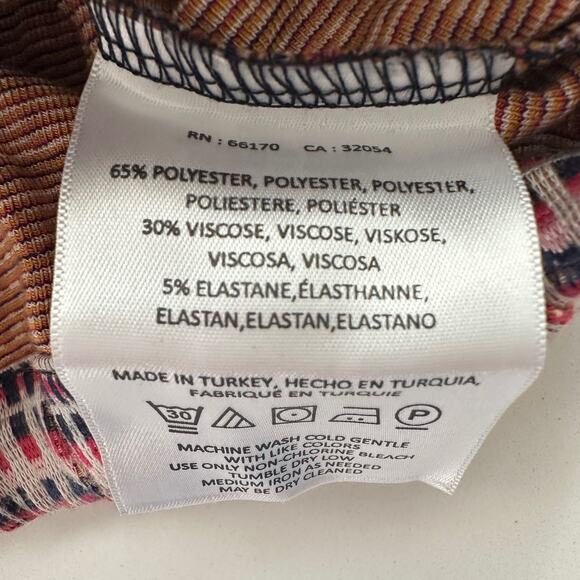 RN : 66170 CA : 32054
65% POLYESTER, POLYESTER, POLYESTER,
POLIESTERE, POLIÉSTER
30% VISCOSE, VISCOSE, VISKOSE,
VISCOSA, VISCOSA
5% ELASTANE,ÉLASTHANNE,
ELASTAN,ELASTAN,ELASTANO
MADE IN TURKEY, HECHO EN TURQUIA,
FABRIQUÉ EN TURQUIE
30 P
MACHINE WASH COLD GENTLE
WITH LIKE COLORS
USE ONLY NON-CHLORINE BLEACH
TUMBLE DRY LOW
MEDIUM IRON AS NEEDED
MAY BE DRY CLEANED